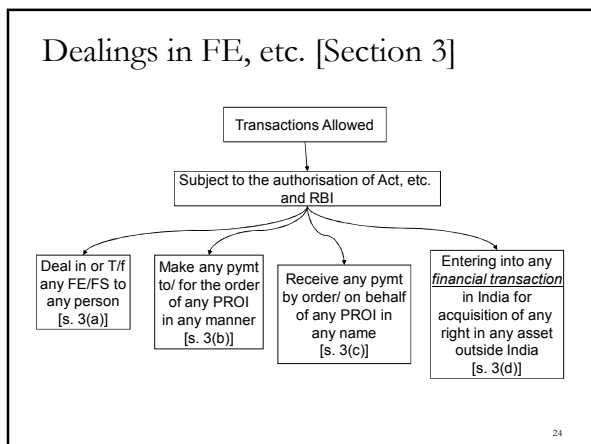 Dealings in FE, etc. [Section 3]
Transactions Allowed
Subject to the authorisation of Act, etc.
and RBI
Deal in or T/f
any FE/FS to
any person
[s. 3(a)]
Make any pymt
to/ for the order
of any PROI
in any manner
[s. 3(b)]
Receive any pymt
by order/ on behalf
of any PROI in
any name
[s. 3(c)]
Entering into any
financial transaction
in India for
acquisition of any
right in any asset
outside India
[s. 3(d)]
24